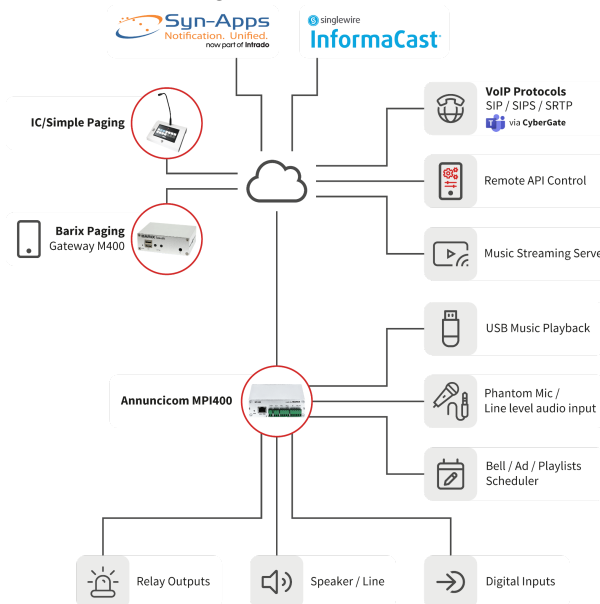 Syn-Apps
Notification. Unified.
now part of Intrado
singlewire
InformaCast
IC/Simple Paging
VoIP Protocols
SIP / SIPS / SRTP
via CyberGate
Remote API Control
Barix Paging
Gateway M400
Music Streaming Serve
USB Music Playback
Annuncicom MPI400
Phantom Mic /
Line level audio input
Bell / Ad / Playlists
Scheduler
Relay Outputs
Speaker / Line
Digital Inputs